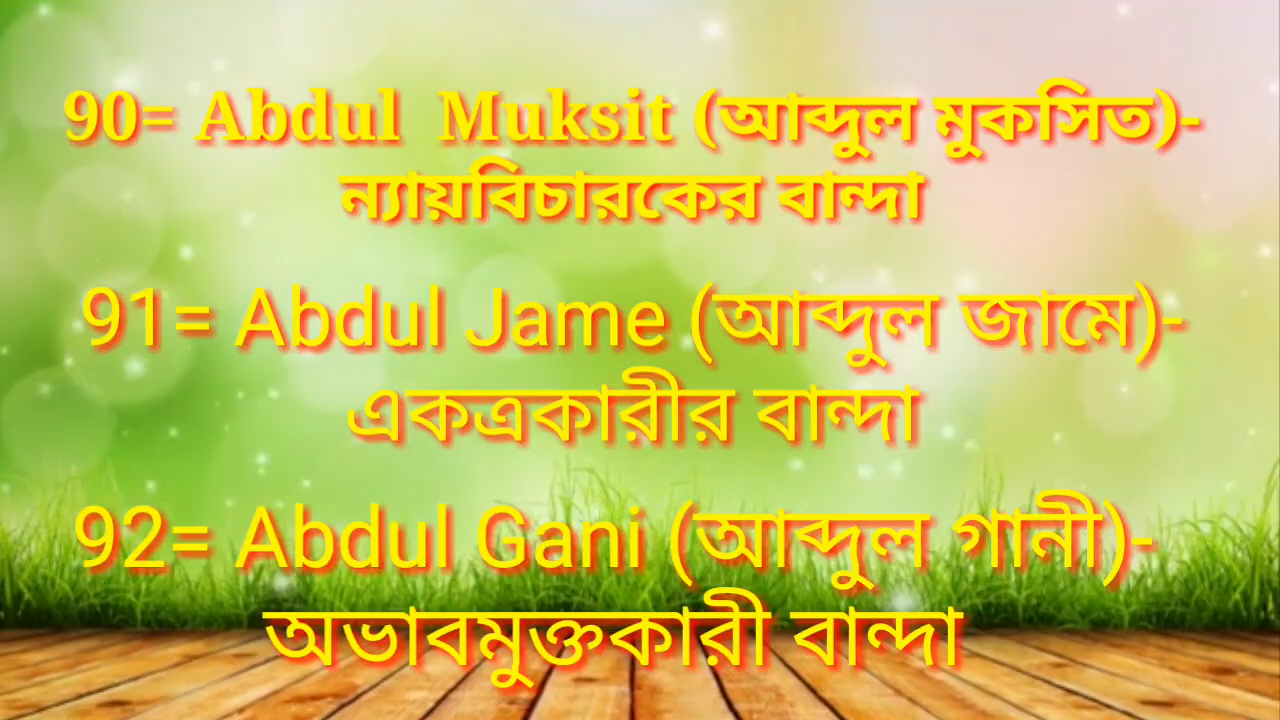 90= Abdul  Muksit (আব্দুল মুকসিত)-
ন্যায়বিচারকের বান্দা
91= Abdul Jame (আব্দুল জামে)-
একত্রকারীর বান্দা
92= Abdul Gani (আব্দুল গানী)-
অভাবমুক্তকারী বান্দা